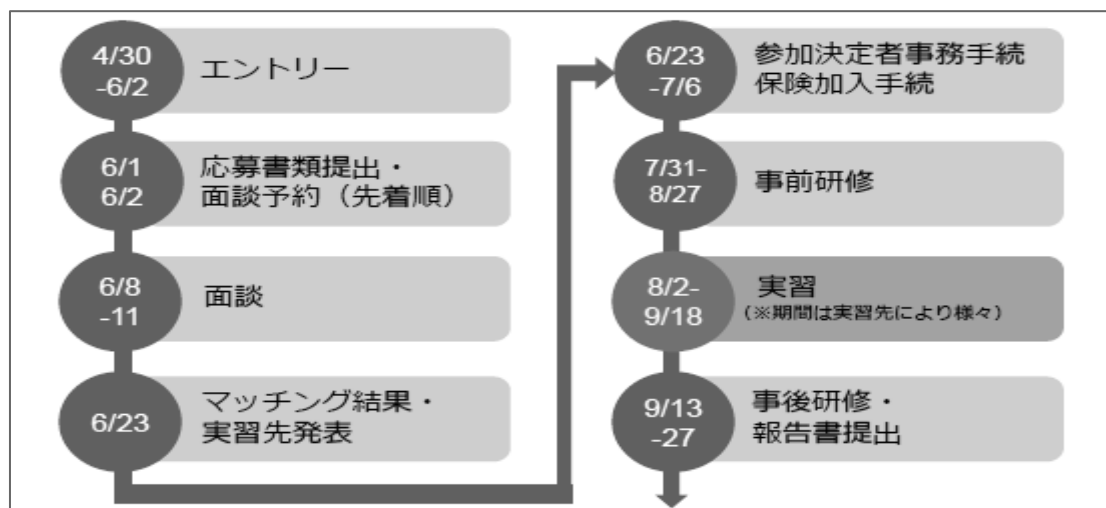 4/30
-6/2
エントリー
6/1
6/2
応募書類提出・
面談予約（先着順）
6/8
-11
面談
6/23
マッチング結果・
実習先発表
6/23
-7/6
参加決定者事務手続
保険加入手続
7/31-
8/27
事前研修
8/2-
9/18
実習
（※期間は実習先により様々）
9/13
-27
事後研修・
報告書提出